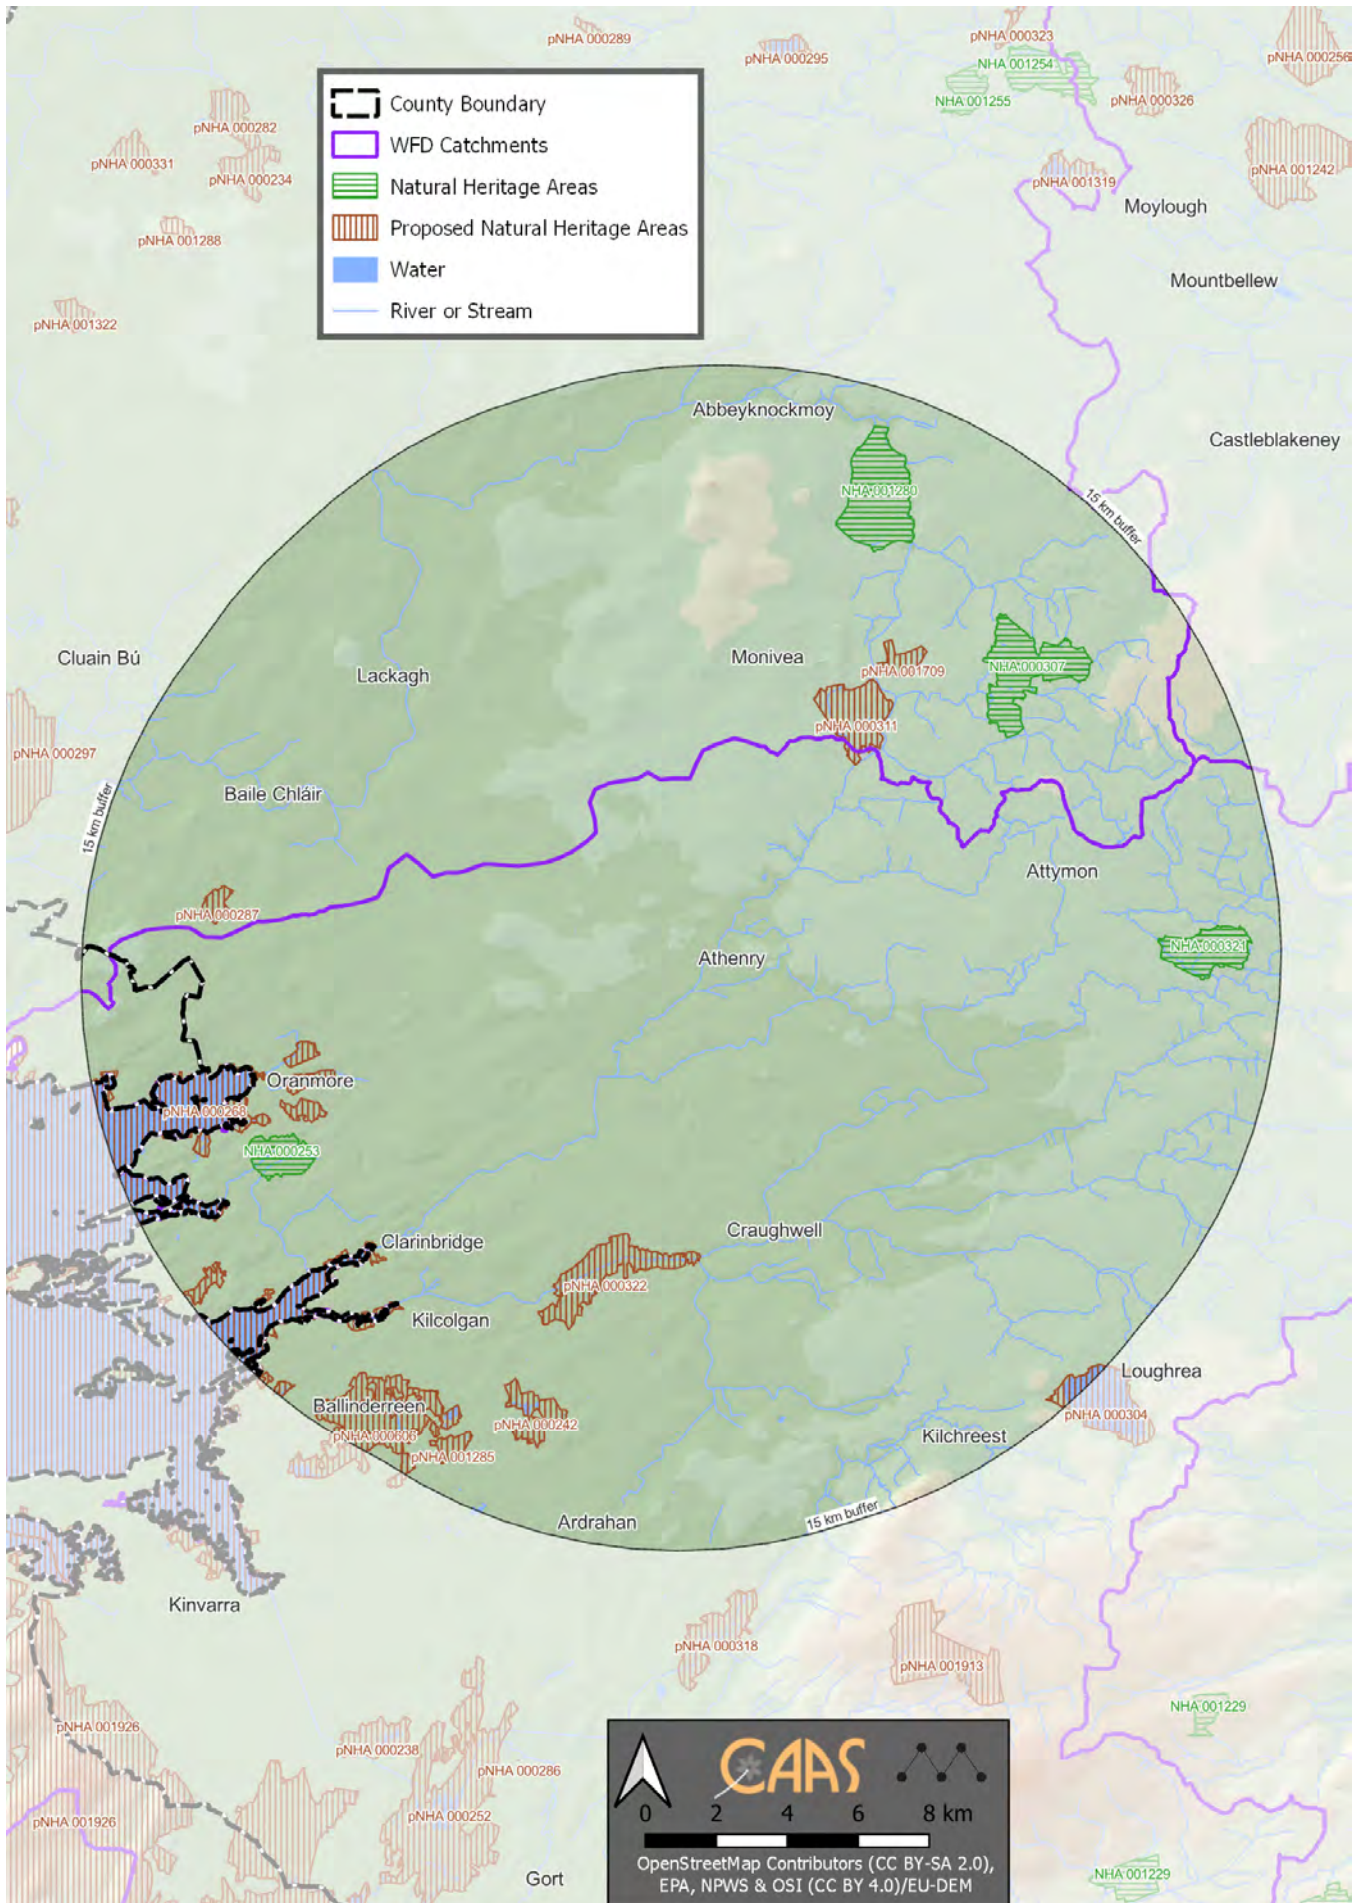 pNHA 000289
pNHA 000323
pNHA 000295
NHA 001254
pNHA 000256
NHA 001255
pNHA 000326
County Boundary
WFD Catchments
Natural Heritage Areas
Proposed Natural Heritage Areas
Water
River or Stream
pNHA 000282
pNHA 000331
pNHA 000234
pNHA 001319
pNHA 001242
Moylough
pNHA 001288
Mountbellew
pNHA 001322
Abbeyknockmoy
Castleblakeney
NHA 001280
15 km buffer
Cluain Bú
Monivea
NHA 000307
pNHA 001709
Lackagh
pNHA 000311
pNHA 000297
Baile Chláir
15 km buffer
Attymon
pNHA 000287
NHA 000321
Athenry
Oranmore
pNHA 000268
NHA 000253
Clarinbridge
Craughwell
pNHA 000322
Kilcolgan
Loughrea
Ballinderreen
pNHA 000304
pNHA 000242
pNHA 000606
Kilchreest
pNHA 001285
15 km buffer
Ardrahan
Kinvarra
pNHA 000318
pNHA 001913
NHA 001229
pNHA 001926
pNHA 000238
pNHA 000286
pNHA 000252
pNHA 001926
Gort
NHA 001229
CAAS
0 2 4 6 8 km
OpenStreetMap Contributors (CC BY-SA 2.0),
EPA, NPWS & OSI (CC BY 4.0)/EU-DEM